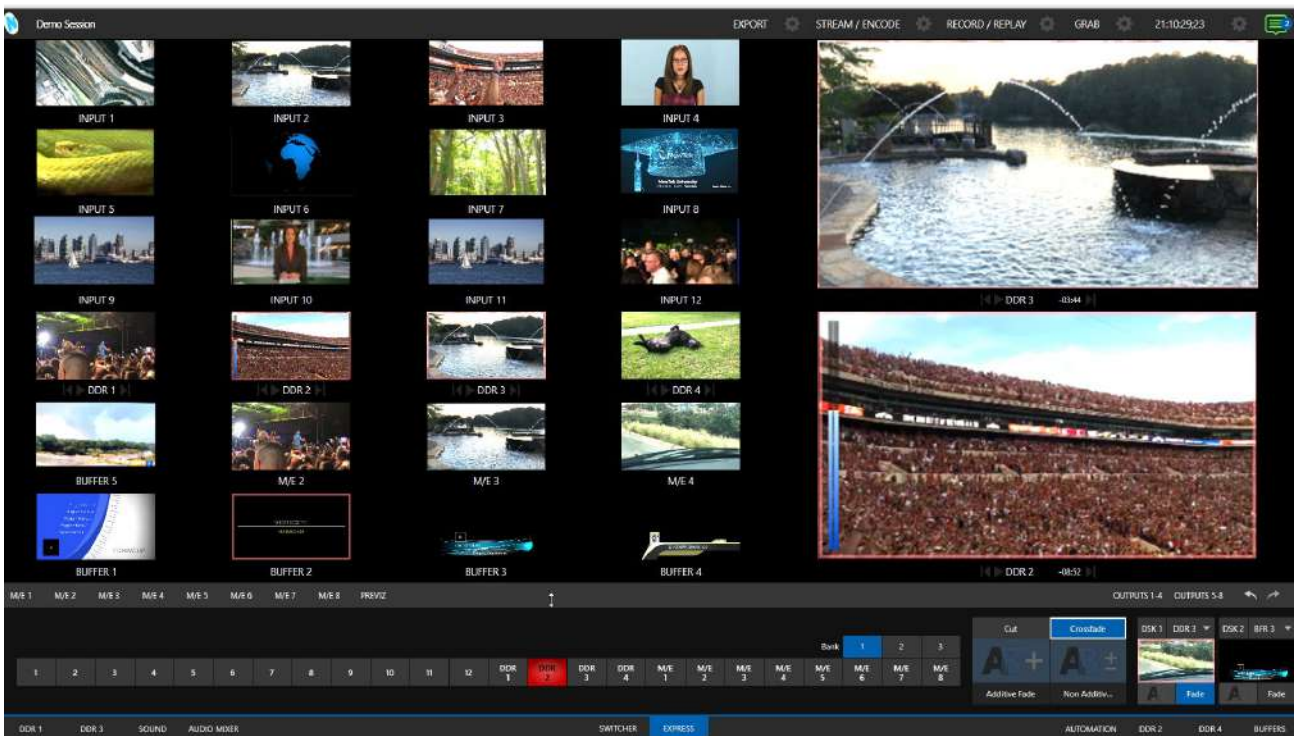 Demo Session EXPORT STREAM / ENCODE RECORD / REPLAY GRAB 21:10:29;23 2
INPUT 1 INPUT 2 INPUT 3 INPUT 4
INPUT 5 INPUT 6 INPUT 7 INPUT 8
INPUT 9 INPUT 10 INPUT 11 INPUT 12
DDR 3 -03:44
DDR 1 DDR 2 DDR 3 DDR 4
BUFFER 5 M/E 2 M/E 3 M/E 4
BUFFER 1 BUFFER 2 BUFFER 3 BUFFER 4
DDR 2 -08:52
M/E 1 M/E 2 M/E 3 M/E 4 M/E 5 M/E 6 M/E 7 M/E 8 PREVIZ OUTPUTS 1-4 OUTPUTS 5-8
Cut Crossfade DSK 1 DDR 3 DSK 2 BFR 3
Bank 1 2 3
1 2 3 4 5 6 7 8 9 10 11 12 DDR 1 DDR 2 DDR 3 DDR 4 M/E 1 M/E 2 M/E 3 M/E 4 M/E 5 M/E 6 M/E 7 M/E 8
Additive Fade Non Additiv... Fade Fade
DDR 1 DDR 3 SOUND AUDIO MIXER SWITCHER EXPRESS AUTOMATION DDR 2 DDR 4 BUFFERS